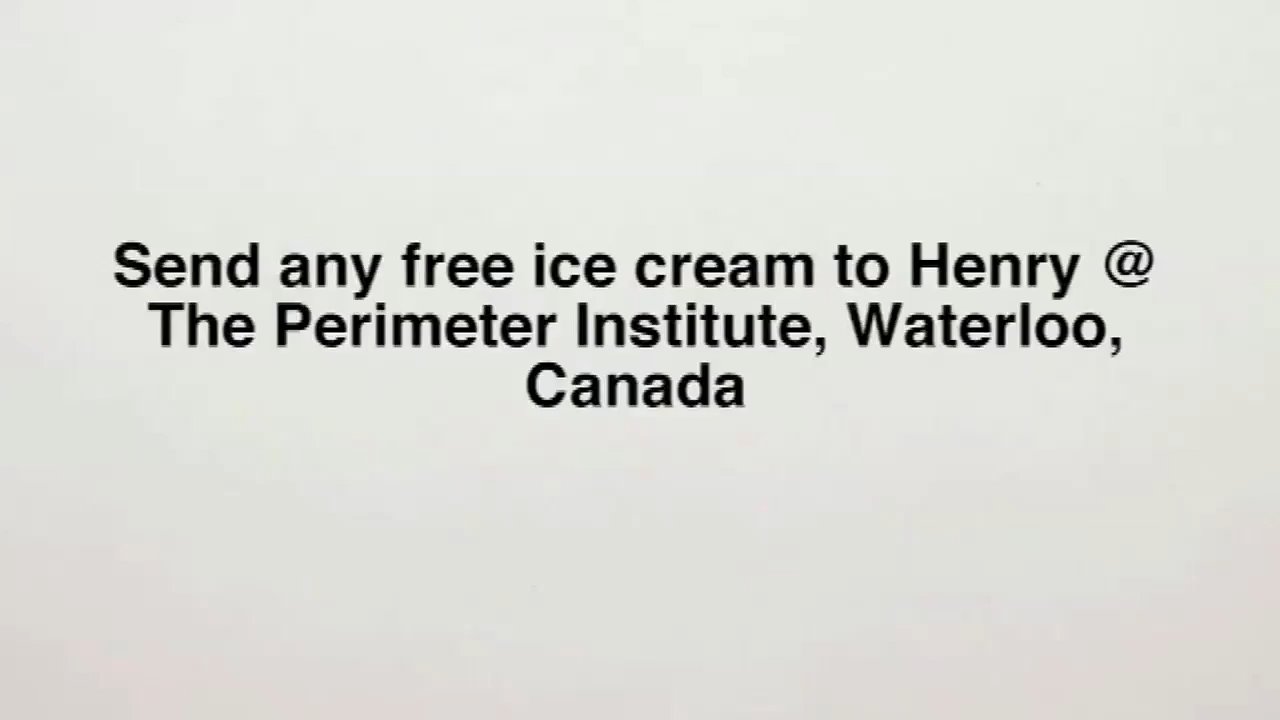 Send any free ice cream to Henry @
The Perimeter Institute, Waterloo,
Canada